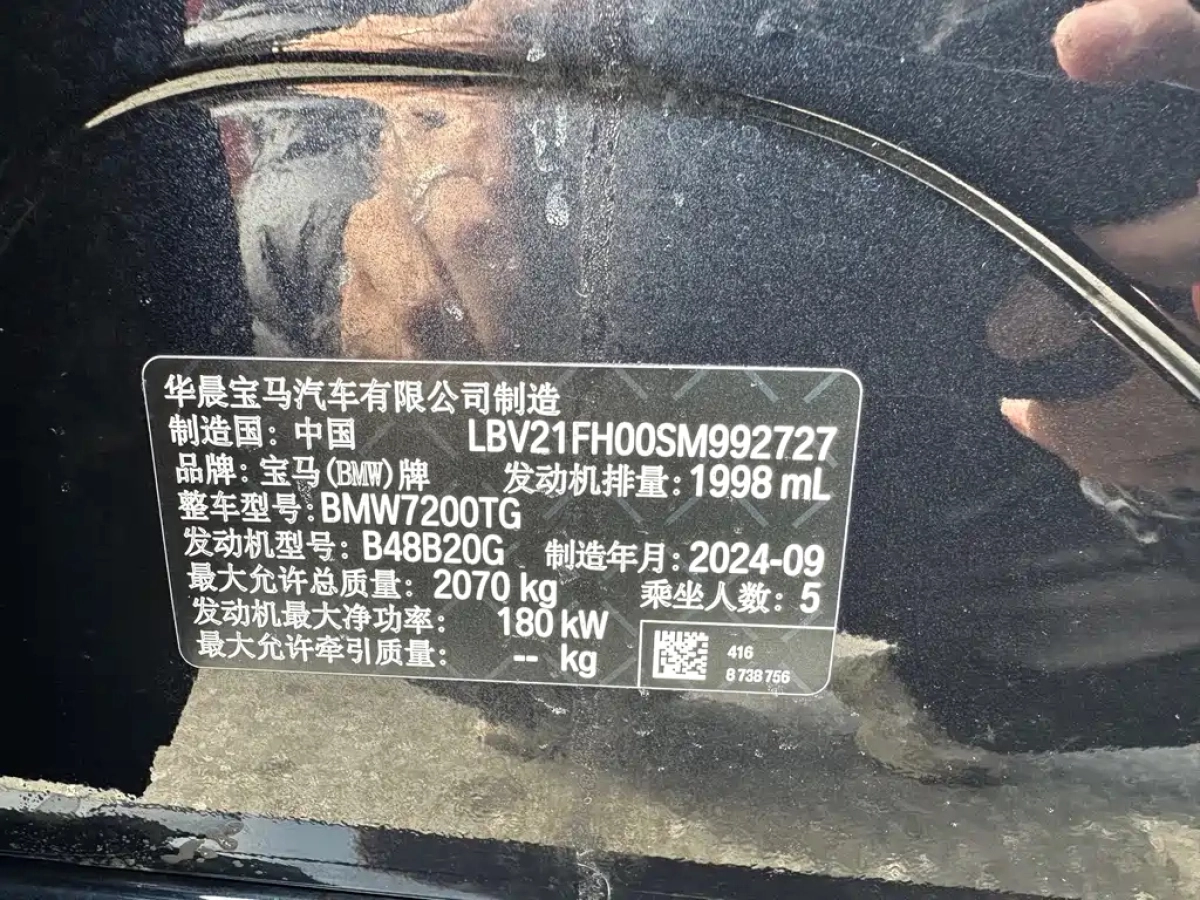 华晨宝马汽车有限公司制造
制造国：中国 LBV21FH00SM992727
品牌：宝马(BMW)牌 发动机排量：1998 mL
整车型号：BMW7200TG
发动机型号：B48B20G 制造年月：2024-09
最大允许总质量：2070 kg 乘坐人数：5
发动机最大净功率：180 kW
最大允许牵引质量：-- kg
416
8 738 756